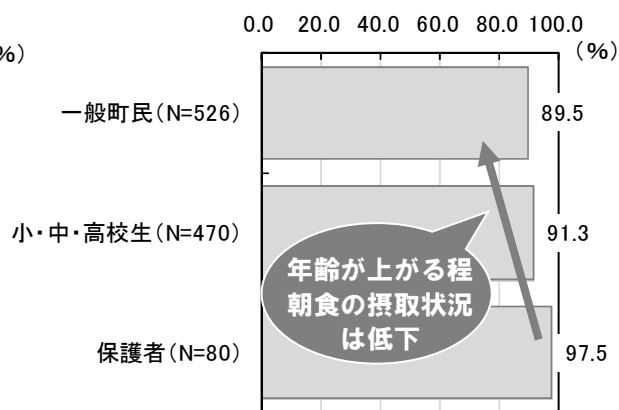 0.0 20.0 40.0 60.0 80.0 100.0
%)
(%)
一般町民(N=526)
89.5
小・中・高校生(N=470)
91.3
年齢が上がる程
朝食の摂取状況
は低下
保護者(N=80)
97.5